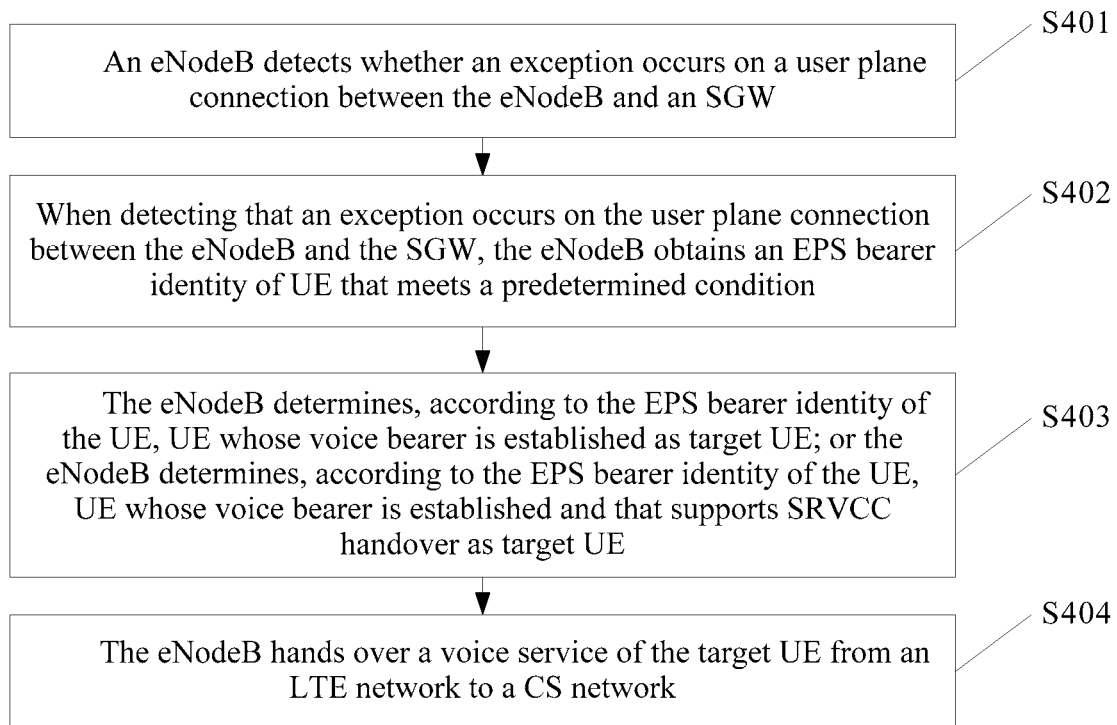 S401
An eNodeB detects whether an exception occurs on a user plane
connection between the eNodeB and an SGW
S402
When detecting that an exception occurs on the user plane connection
between the eNodeB and the SGW, the eNodeB obtains an EPS bearer
identity of UE that meets a predetermined condition
S403
The eNodeB determines, according to the EPS bearer identity of
the UE, UE whose voice bearer is established as target UE; or the
eNodeB determines, according to the EPS bearer identity of the UE,
UE whose voice bearer is established and that supports SRVCC
handover as target UE
S404
The eNodeB hands over a voice service of the target UE from an
LTE network to a CS network